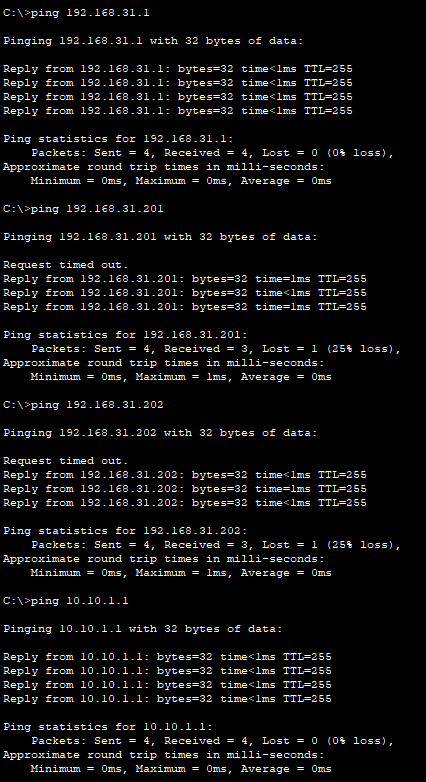 C:\>ping 192.168.31.1
Pinging 192.168.31.1 with 32 bytes of data:
Reply from 192.168.31.1: bytes=32 time<1ms TTL=255
Reply from 192.168.31.1: bytes=32 time<1ms TTL=255
Reply from 192.168.31.1: bytes=32 time<1ms TTL=255
Reply from 192.168.31.1: bytes=32 time<1ms TTL=255
Ping statistics for 192.168.31.1:
Packets: Sent = 4, Received = 4, Lost = 0 (0% loss),
Approximate round trip times in milli-seconds:
Minimum = 0ms, Maximum = 0ms, Average = 0ms
C:\>ping 192.168.31.201
Pinging 192.168.31.201 with 32 bytes of data:
Request timed out.
Reply from 192.168.31.201: bytes=32 time=1ms TTL=255
Reply from 192.168.31.201: bytes=32 time<1ms TTL=255
Reply from 192.168.31.201: bytes=32 time=1ms TTL=255
Ping statistics for 192.168.31.201:
Packets: Sent = 4, Received = 3, Lost = 1 (25% loss),
Approximate round trip times in milli-seconds:
Minimum = 0ms, Maximum = 1ms, Average = 0ms
C:\>ping 192.168.31.202
Pinging 192.168.31.202 with 32 bytes of data:
Request timed out.
Reply from 192.168.31.202: bytes=32 time<1ms TTL=255
Reply from 192.168.31.202: bytes=32 time=1ms TTL=255
Reply from 192.168.31.202: bytes=32 time<1ms TTL=255
Ping statistics for 192.168.31.202:
Packets: Sent = 4, Received = 3, Lost = 1 (25% loss),
Approximate round trip times in milli-seconds:
Minimum = 0ms, Maximum = 1ms, Average = 0ms
C:\>ping 10.10.1.1
Pinging 10.10.1.1 with 32 bytes of data:
Reply from 10.10.1.1: bytes=32 time<1ms TTL=255
Reply from 10.10.1.1: bytes=32 time<1ms TTL=255
Reply from 10.10.1.1: bytes=32 time<1ms TTL=255
Reply from 10.10.1.1: bytes=32 time<1ms TTL=255
Ping statistics for 10.10.1.1:
Packets: Sent = 4, Received = 4, Lost = 0 (0% loss),
Approximate round trip times in milli-seconds:
Minimum = 0ms, Maximum = 0ms, Average = 0ms